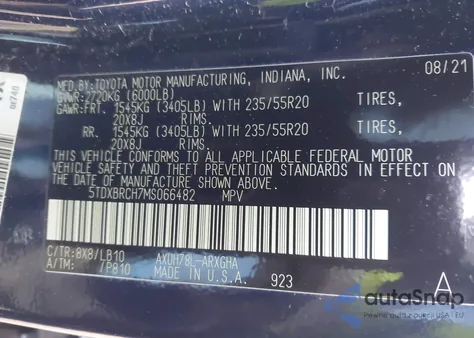 MFD.BY:TOYOTA MOTOR MANUFACTURING, INDIANA, INC. 08/21
GVWR: 2720KG (6000LB)
GAWR:FRT. 1545KG (3405LB) WITH 235/55R20 TIRES,
20X8J RIMS.
RR. 1545KG (3405LB) WITH 235/55R20 TIRES,
20X8J RIMS.
THIS VEHICLE CONFORMS TO ALL APPLICABLE FEDERAL MOTOR
VEHICLE SAFETY AND THEFT PREVENTION STANDARDS IN EFFECT ON
THE DATE OF MANUFACTURE SHOWN ABOVE.
5TDXBRCH7MS066482 MPV
C/TR:8X8/LB10 AXUH78L-ARXGHA
A/TM: /P810 MADE IN U.S.A. 923 A
autoSnap